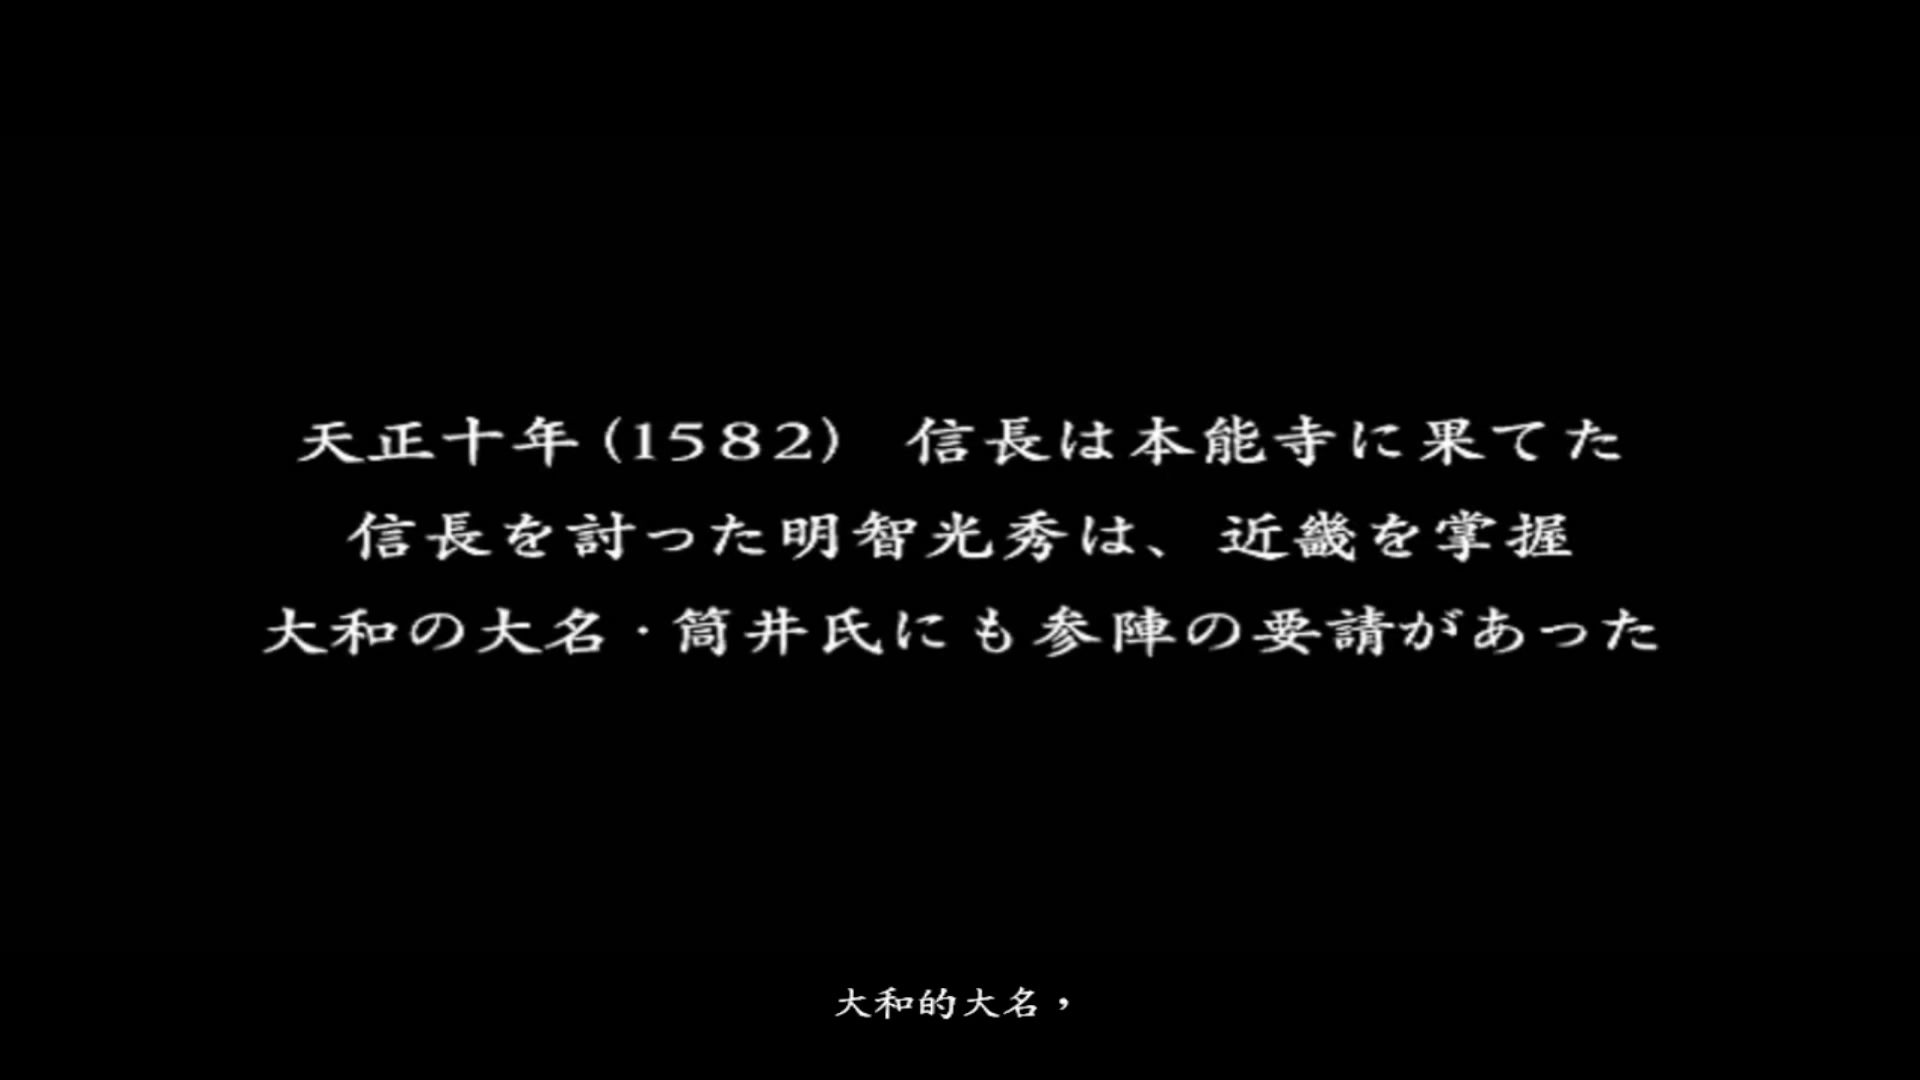 天正十年(1582)　信長は本能寺に果てた
信長を討った明智光秀は、近畿を掌握
大和の大名・筒井氏にも参陣の要請があった
大和的大名，